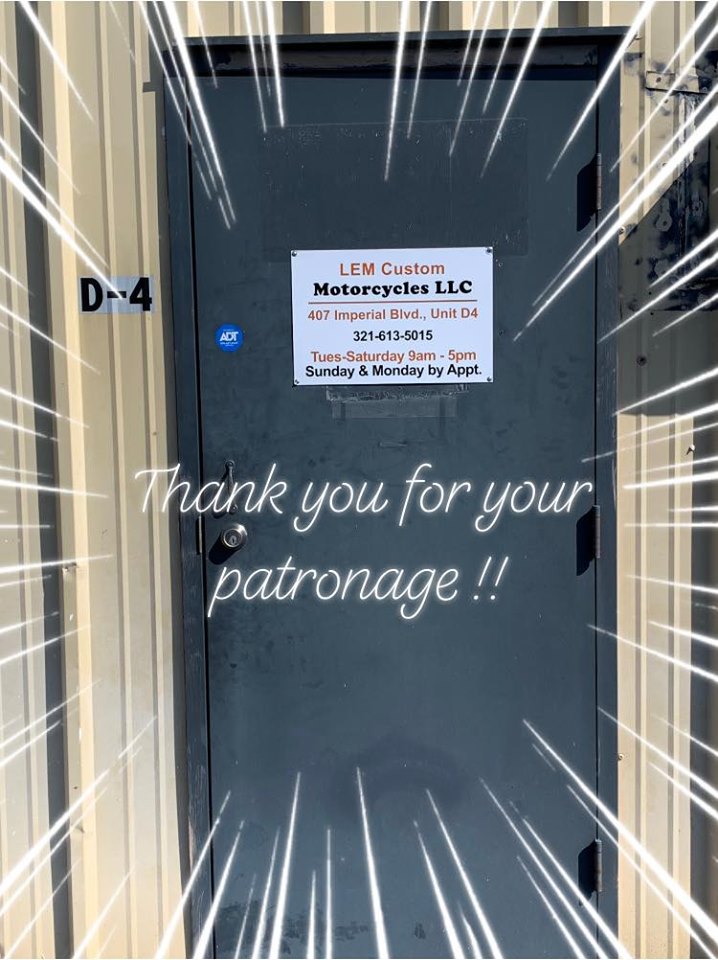 LEM Custom
Motorcycles LLC
407 Imperial Blvd., Unit D4
321-613-5015
Tues-Saturday 9am - 5pm
Sunday & Monday by Appt.
D-4
ADT
Thank you for your
patronage !!